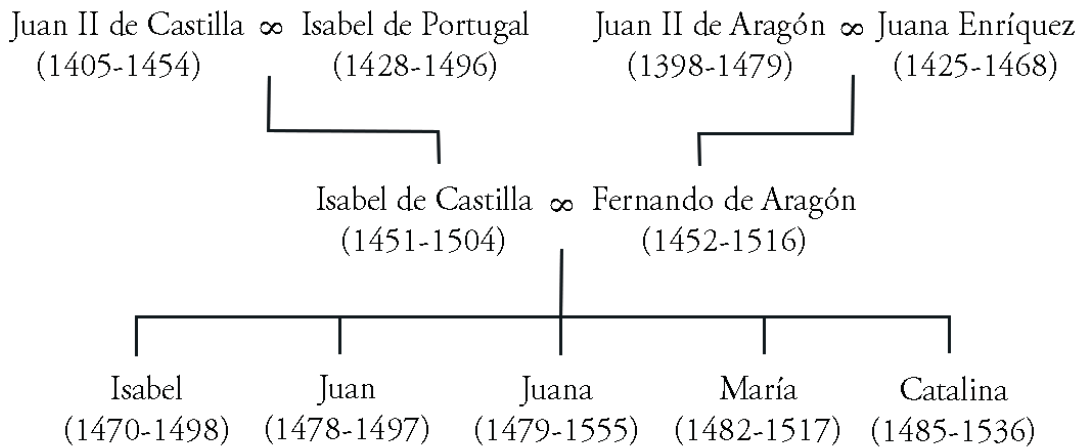 Juan II de Castilla ∞ Isabel de Portugal
(1405-1454) (1428-1496)
Juan II de Aragón ∞ Juana Enríquez
(1398-1479) (1425-1468)
Isabel de Castilla ∞ Fernando de Aragón
(1451-1504) (1452-1516)
Isabel
(1470-1498)
Juan
(1478-1497)
Juana
(1479-1555)
María
(1482-1517)
Catalina
(1485-1536)